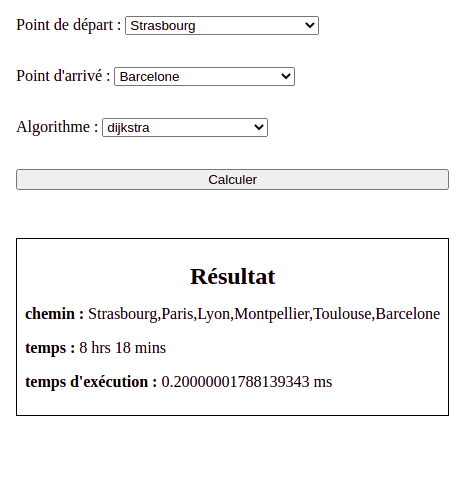 Point de départ : Strasbourg
Point d'arrivé : Barcelone
Algorithme : dijkstra
Calculer
Résultat
chemin : Strasbourg,Paris,Lyon,Montpellier,Toulouse,Barcelone
temps : 8 hrs 18 mins
temps d'exécution : 0.20000001788139343 ms